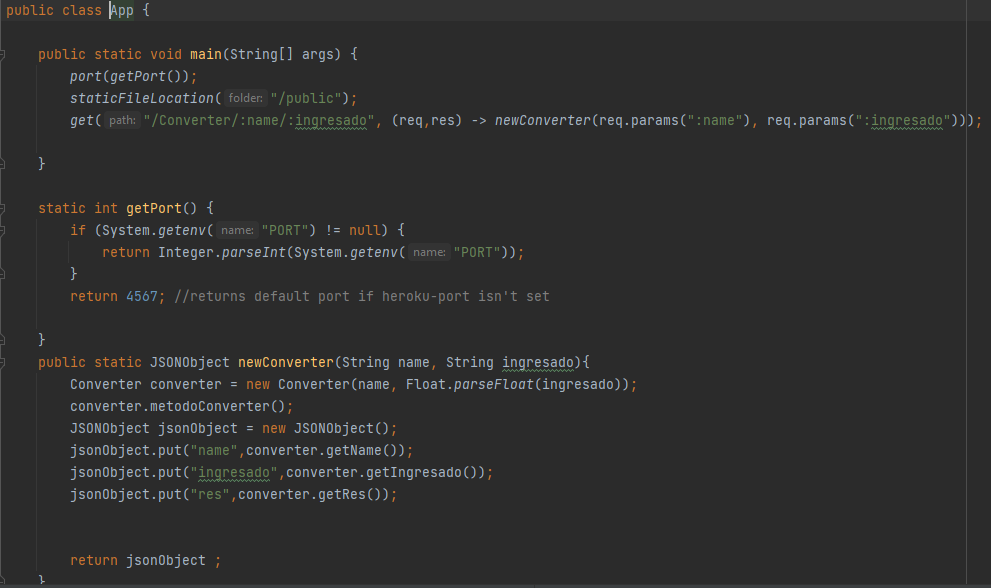 public class App {
public static void main(String[] args) {
port(getPort());
staticFileLocation( folder: "/public");
get( path: "/Converter/:name/:ingresado", (req,res) -> newConverter(req.params(":name"), req.params(":ingresado")));
}
static int getPort() {
if (System.getenv( name: "PORT") != null) {
return Integer.parseInt(System.getenv( name: "PORT"));
}
return 4567; //returns default port if heroku-port isn't set
}
public static JSONObject newConverter(String name, String ingresado){
Converter converter = new Converter(name, Float.parseFloat(ingresado));
converter.metodoConverter();
JSONObject jsonObject = new JSONObject();
jsonObject.put("name",converter.getName());
jsonObject.put("ingresado",converter.getIngresado());
jsonObject.put("res",converter.getRes());
return jsonObject ;
}